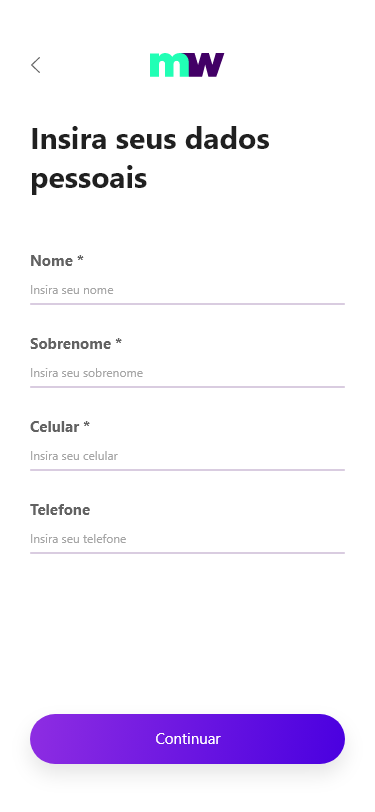 mw
Insira seus dados
pessoais
Nome *
Insira seu nome
Sobrenome *
Insira seu sobrenome
Celular *
Insira seu celular
Telefone
Insira seu telefone
Continuar